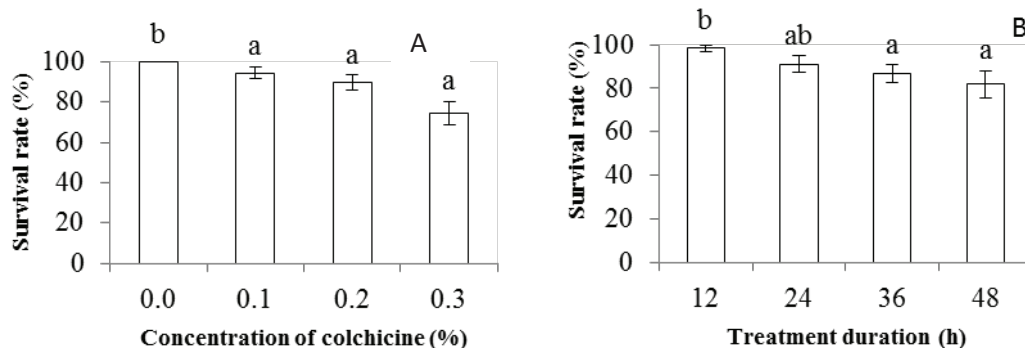 A
b a a a
Survival rate (%)
100
80
60
40
20
0
0.0 0.1 0.2 0.3
Concentration of colchicine (%)
B
b ab a a
Survival rate (%)
100
80
60
40
20
0
12 24 36 48
Treatment duration (h)